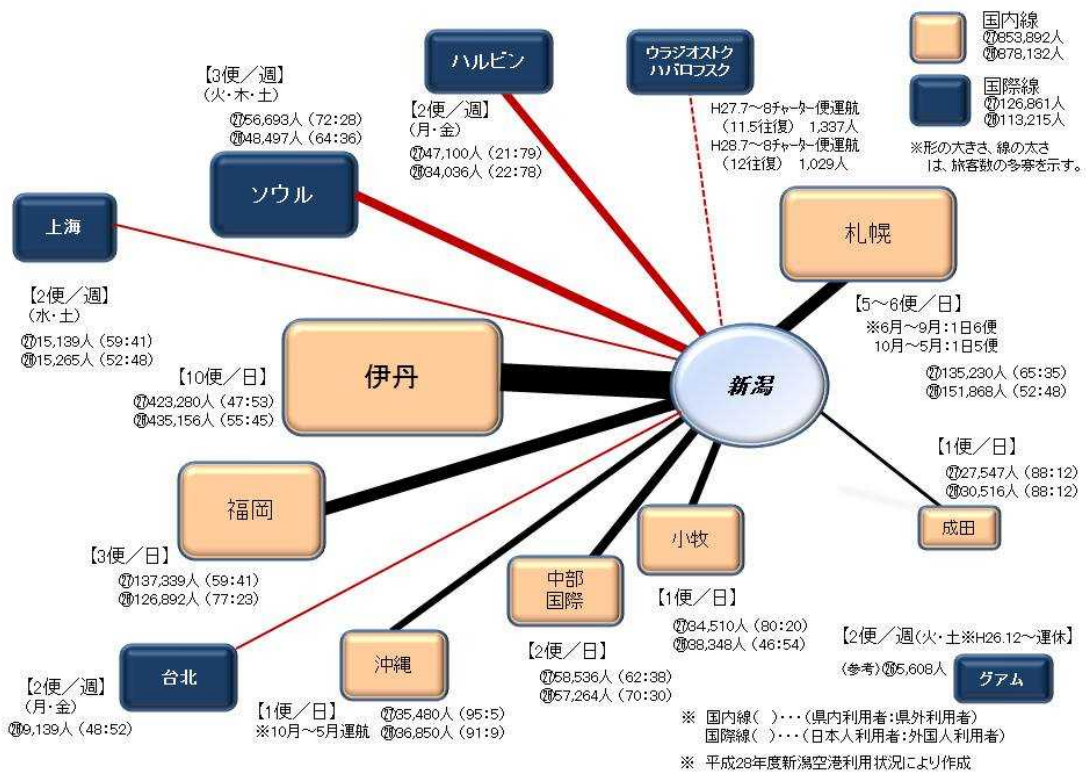 国内線
㉗853,892人
㉘878,132人
国際線
㉗126,861人
㉘113,215人
※形の大きさ、線の太さ
は、旅客数の多寡を示す。
ウラジオストク
ハバロフスク
H27.7～8チャーター便運航
(11.5往復) 1,337人
H28.7～8チャーター便運航
(12往復) 1,029人
ハルビン
【2便／週】
(月・金)
㉗47,100人 (21:79)
㉘34,036人 (22:78)
【3便／週】
(火・木・土)
㉗56,693人 (72:28)
㉘48,497人 (64:36)
ソウル
上海
【2便／週】
(水・土)
㉗15,139人 (59:41)
㉘15,265人 (52:48)
札幌
【5～6便／日】
※6月～9月:1日6便
10月～5月:1日5便
㉗135,230人 (65:35)
㉘151,868人 (52:48)
新潟
伊丹
【10便／日】
㉗423,280人 (47:53)
㉘435,156人 (55:45)
【1便／日】
㉗27,547人 (88:12)
㉘30,516人 (88:12)
成田
福岡
【3便／日】
㉗137,339人 (59:41)
㉘126,892人 (77:23)
小牧
【1便／日】
㉗34,510人 (80:20)
㉘38,348人 (46:54)
中部
国際
【2便／日】
㉗58,536人 (62:38)
㉘57,264人 (70:30)
沖縄
【1便／日】
※10月～5月運航
㉗35,480人 (95:5)
㉘36,850人 (91:9)
台北
【2便／週】
(月・金)
㉘9,139人 (48:52)
【2便／週(火・土※H26.12～運休】
(参考)㉖5,608人
グアム
※ 国内線( )・・・(県内利用者:県外利用者)
国際線( )・・・(日本人利用者:外国人利用者)
※ 平成28年度新潟空港利用状況により作成